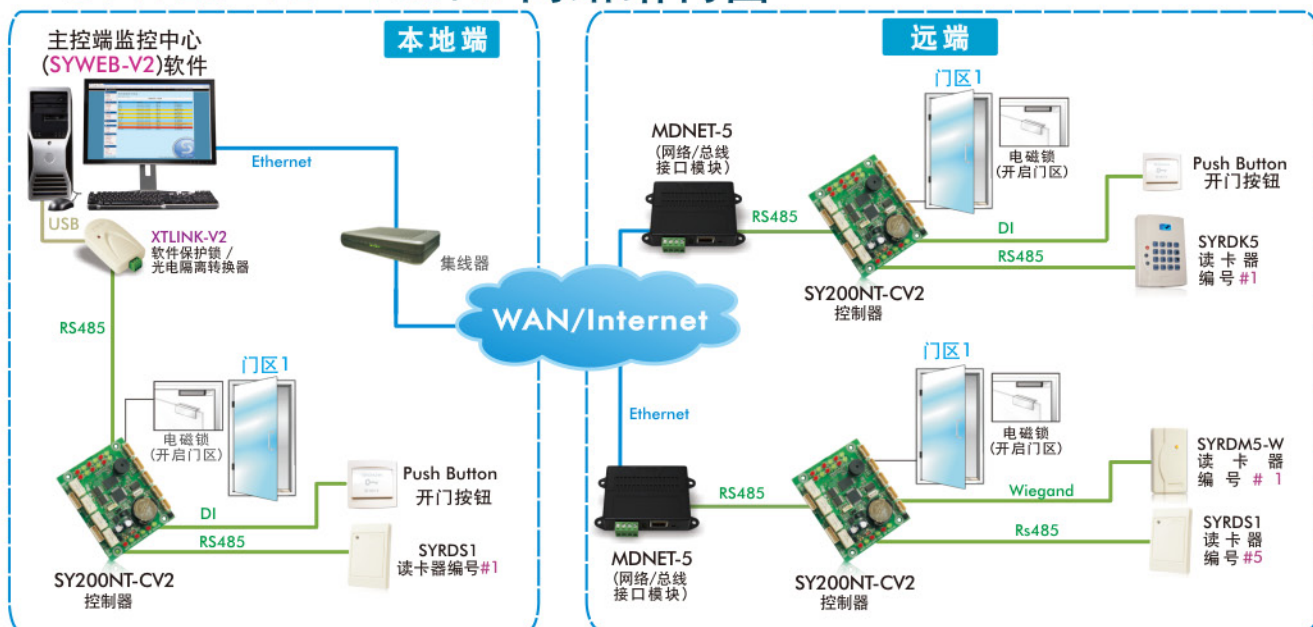 本地端
主控端监控中心
(SYWEB-V2)软件
Ethernet
USB
XTLINK-V2
软件保护锁 /
光电隔离转换器
集线器
RS485
门区1
电磁锁
(开启门区)
Push Button
开门按钮
DI
RS485
SYRDS1
读卡器编号#1
SY200NT-CV2
控制器
WAN/Internet
远端
门区1
MDNET-5
(网络/总线
接口模块)
电磁锁
(开启门区)
Push Button
开门按钮
RS485
DI
RS485
SYRDK5
读卡器
编号#1
SY200NT-CV2
控制器
门区1
Ethernet
电磁锁
(开启门区)
SYRDM5-W
读卡器
编号#1
RS485
Wiegand
Rs485
SYRDS1
读卡器
编号#5
MDNET-5
(网络/总线
接口模块)
SY200NT-CV2
控制器